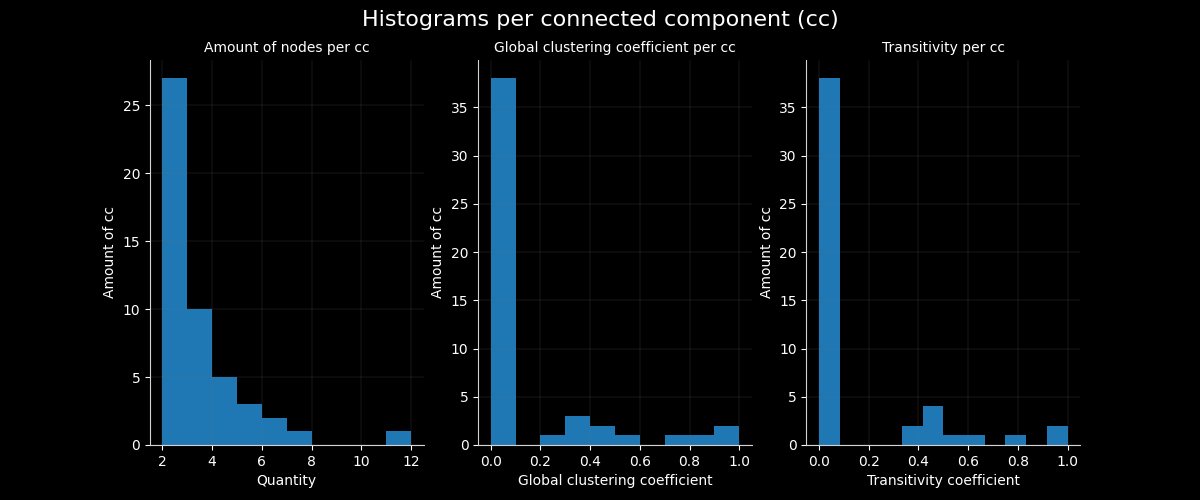 Histograms per connected component (cc)
Amount of nodes per cc
Amount of cc
0
5
10
15
20
25
2 4 6 8 10 12
Quantity
Global clustering coefficient per cc
Amount of cc
0
5
10
15
20
25
30
35
0.0 0.2 0.4 0.6 0.8 1.0
Global clustering coefficient
Transitivity per cc
Amount of cc
0
5
10
15
20
25
30
35
0.0 0.2 0.4 0.6 0.8 1.0
Transitivity coefficient